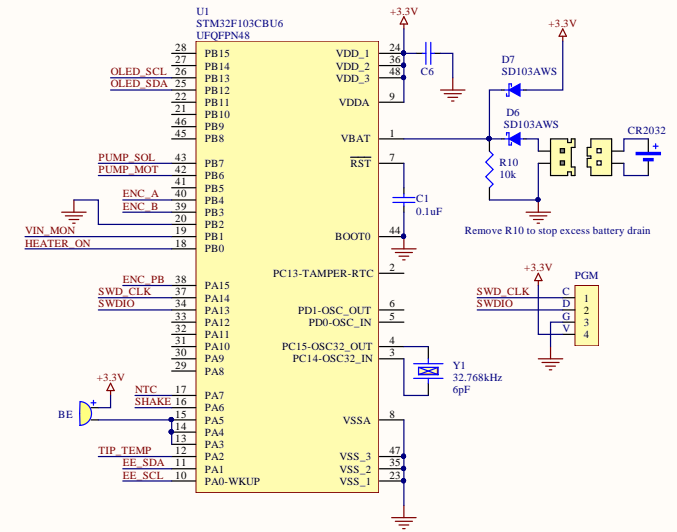 U1
STM32F103CBU6
UFQFPN48
+3.3V
+3.3V
28 PB15 VDD_1 24
27 PB14 VDD_2 36
OLED_SCL 26 PB13 VDD_3 48
OLED_SDA 25 PB12
22 PB11 VDDA 9
21 PB10
46 PB9
45 PB8 VBAT 1
C6
D7
SD103AWS
D6
SD103AWS
CR2032
R10
10k
PUMP_SOL 43 PB7 RST 7
PUMP_MOT 42 PB6
41 PB5
ENC_A 40 PB4
ENC_B 39 PB3
20 PB2
VIN_MON 19 PB1 BOOT0 44
HEATER_ON 18 PB0
C1
0.1uF
Remove R10 to stop excess battery drain
PC13-TAMPER-RTC 2
ENC_PB 38 PA15
SWD_CLK 37 PA14
SWDIO 34 PA13 PD1-OSC_OUT 6
33 PA12 PD0-OSC_IN 5
32 PA11
31 PA10 PC15-OSC32_OUT 4
30 PA9 PC14-OSC32_IN 3
29 PA8
+3.3V
PGM
SWD_CLK C 1
SWDIO D 2
G 3
V 4
Y1
32.768kHz
6pF
+3.3V
BE
NTC 17 PA7
SHAKE 16 PA6
15 PA5 VSSA 8
14 PA4
13 PA3
TIP_TEMP 12 PA2 VSS_3 47
EE_SDA 11 PA1 VSS_2 35
EE_SCL 10 PA0-WKUP VSS_1 23